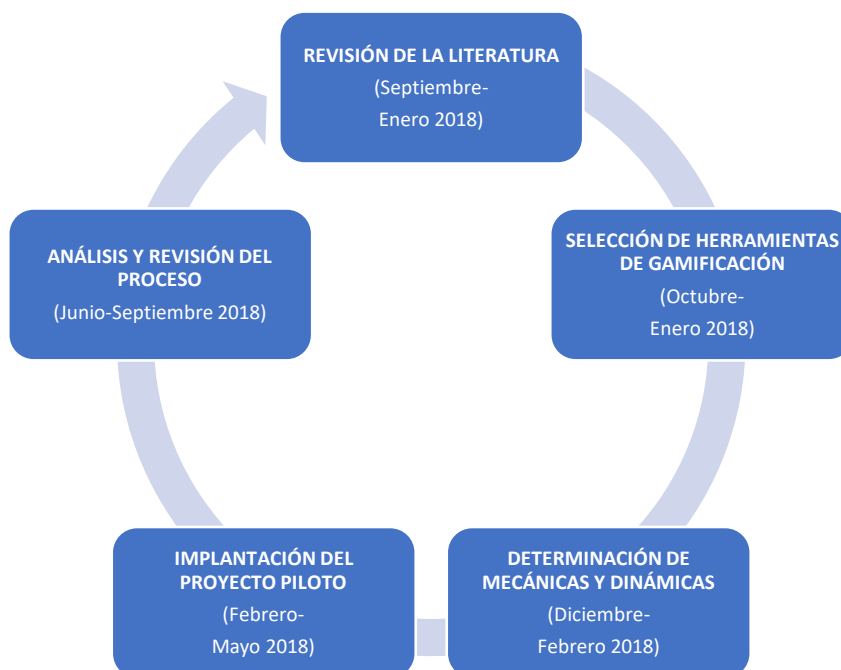 REVISIÓN DE LA LITERATURA
(Septiembre-
Enero 2018)
SELECCIÓN DE HERRAMIENTAS
DE GAMIFICACIÓN
(Octubre-
Enero 2018)
DETERMINACIÓN DE
MECÁNICAS Y DINÁMICAS
(Diciembre-
Febrero 2018)
IMPLANTACIÓN DEL
PROYECTO PILOTO
(Febrero-
Mayo 2018)
ANÁLISIS Y REVISIÓN DEL
PROCESO
(Junio-Septiembre 2018)